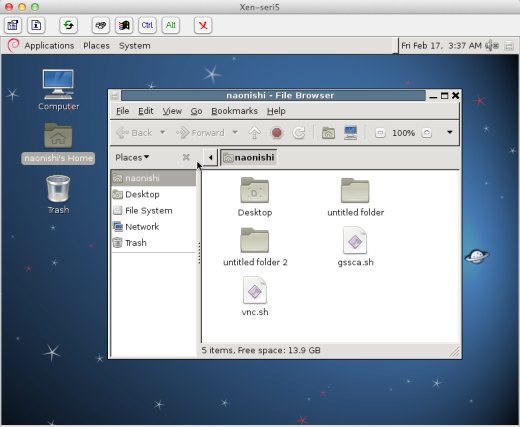 Xen-seri5
Ctrl Alt
Applications Places System Fri Feb 17, 3:37 AM
Computer
naonishi's Home
Trash
naonishi - File Browser
File Edit View Go Bookmarks Help
Back Forward 100%
Places naonishi
naonishi
Desktop
File System
Network
Trash
Desktop untitled folder
untitled folder 2 gssca.sh
vnc.sh
5 items, Free space: 13.9 GB